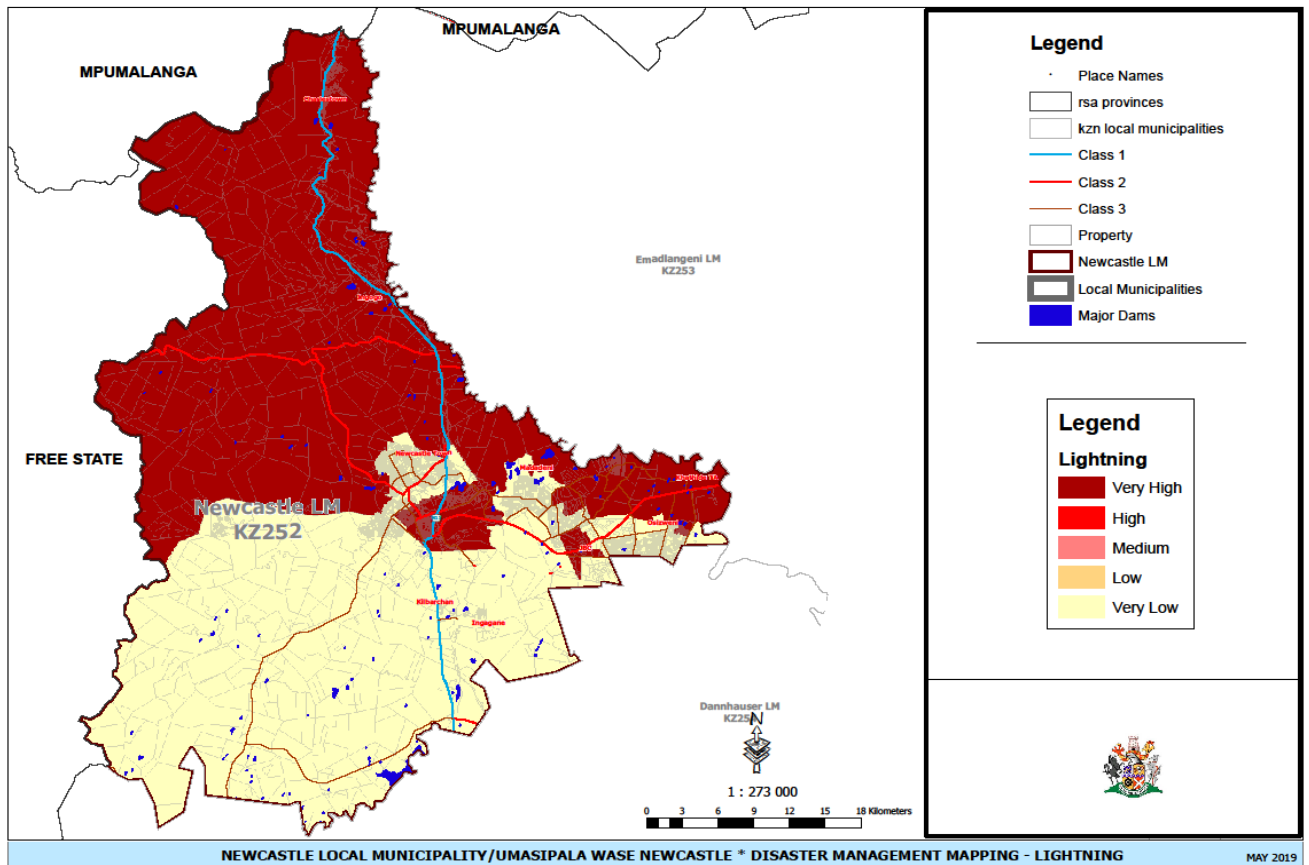 MPUMALANGA
MPUMALANGA
Charlestown
Emadlangeni LM
KZ253
Ingogo
FREE STATE
Newcastle Town
Madadeni
Newcastle LM
KZ252
Osizweni
JBC
Kilbarchan
Ingagane
Dannhauser LM
N
1 : 273 000
0 3 6 9 12 15 18 Kilometers
Legend
Place Names
rsa provinces
kzn local municipalities
Class 1
Class 2
Class 3
Property
Newcastle LM
Local Municipalities
Major Dams
Legend
Lightning
Very High
High
Medium
Low
Very Low
NEWCASTLE LOCAL MUNICIPALITY/UMASIPALA WASE NEWCASTLE * DISASTER MANAGEMENT MAPPING - LIGHTNING
MAY 2019